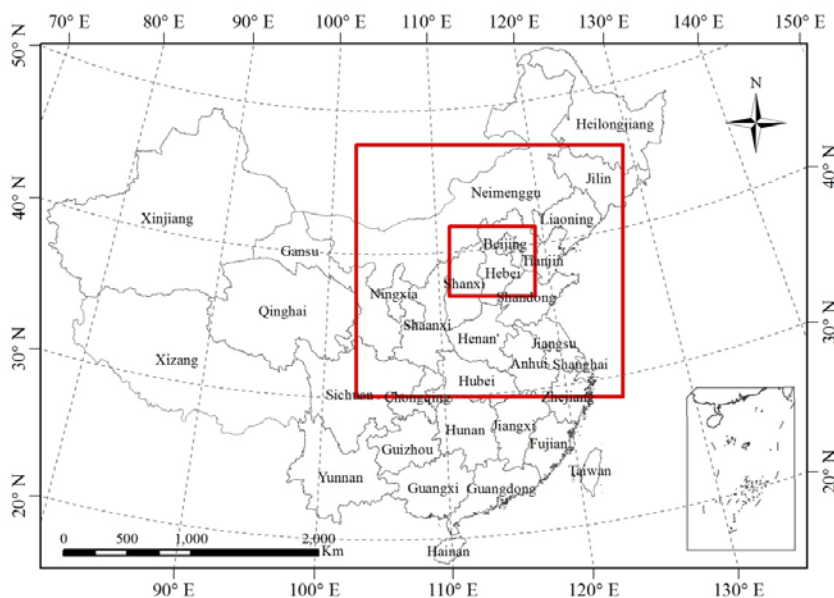 70° E 80° E 90° E 100° E 110° E 120° E 130° E 140° E 150° E
50° N
40° N
30° N
20° N
40° N
30° N
20° N
N
Heilongjiang
Jilin
Neimenggu
Liaoning
Xinjiang
Gansu
Beijing
Tianjin
Hebei
Shanxi
Ningxia
Shandong
Qinghai
Shaanxi
Henan
Jiangsu
Anhui
Shanghai
Xizang
Hubei
Sichuan
Chongqing
Zhejiang
Hunan
Jiangxi
Guizhou
Fujian
Taiwan
Yunnan
Guangxi
Guangdong
Hainan
0 500 1,000 2,000
Km
90° E 100° E 110° E 120° E 130° E